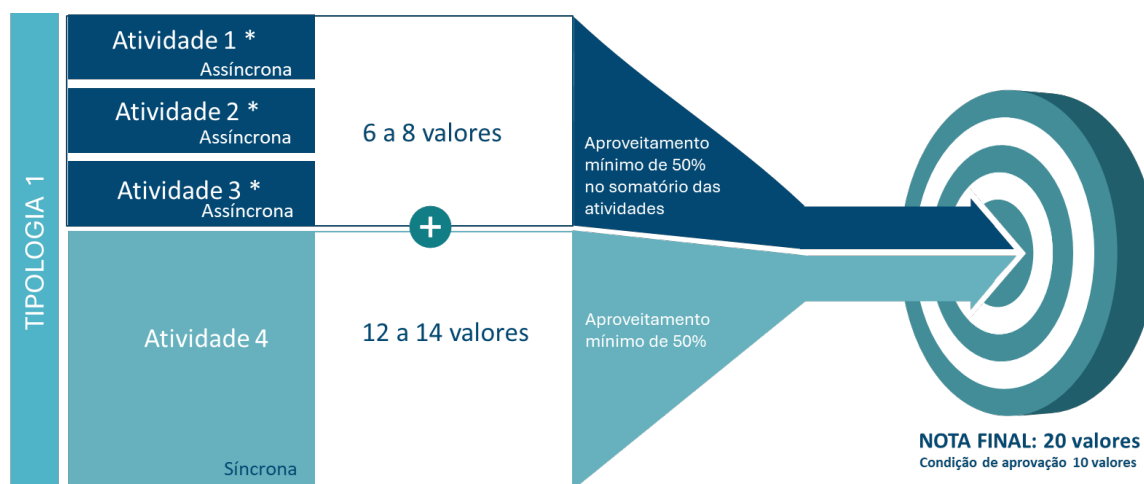 TIPOLOGIA 1
Atividade 1 *
Assíncrona
Atividade 2 *
Assíncrona
Atividade 3 *
Assíncrona
6 a 8 valores
Aproveitamento
mínimo de 50%
no somatório das
atividades
+
Atividade 4
Síncrona
12 a 14 valores
Aproveitamento
mínimo de 50%
NOTA FINAL: 20 valores
Condição de aprovação 10 valores